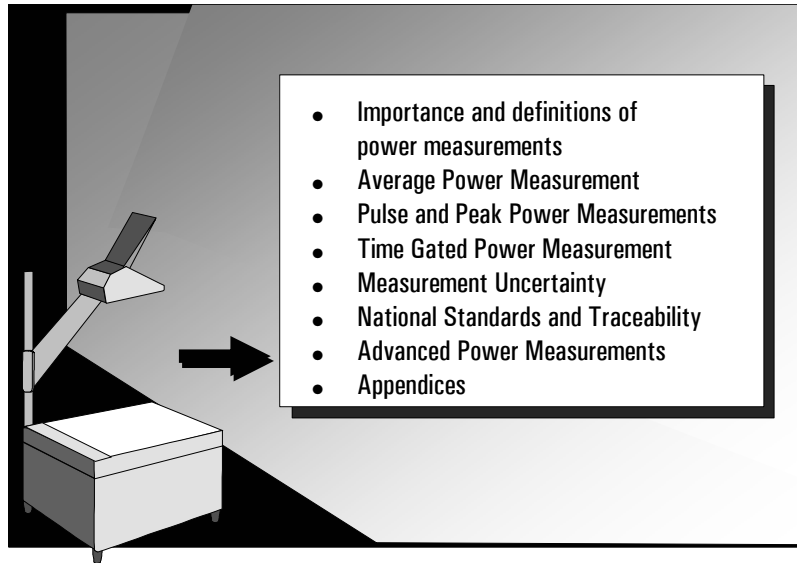 ● Importance and definitions of
power measurements
● Average Power Measurement
● Pulse and Peak Power Measurements
● Time Gated Power Measurement
● Measurement Uncertainty
● National Standards and Traceability
● Advanced Power Measurements
● Appendices